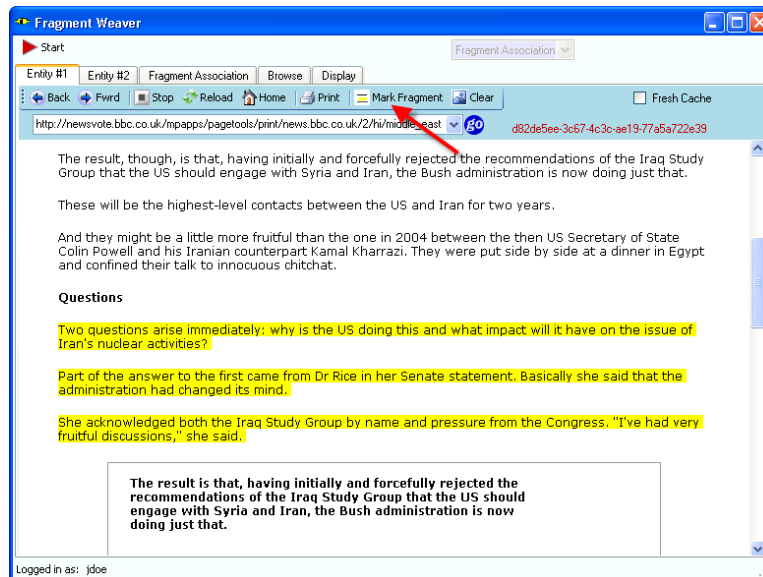 Fragment Weaver
Start
Fragment Association
Entity #1 Entity #2 Fragment Association Browse Display
Back Fwrd Stop Reload Home Print Mark Fragment Clear Fresh Cache
http://newsvote.bbc.co.uk/mpapps/pagetools/print/news.bbc.co.uk/2/hi/middle_east go d82de5ee-3c67-4c3c-ae19-77a5a722e39
The result, though, is that, having initially and forcefully rejected the recommendations of the Iraq Study
Group that the US should engage with Syria and Iran, the Bush administration is now doing just that.
These will be the highest-level contacts between the US and Iran for two years.
And they might be a little more fruitful than the one in 2004 between the then US Secretary of State
Colin Powell and his Iranian counterpart Kamal Kharrazi. They were put side by side at a dinner in Egypt
and confined their talk to innocuous chitchat.
Questions
Two questions arise immediately: why is the US doing this and what impact will it have on the issue of
Iran's nuclear activities?
Part of the answer to the first came from Dr Rice in her Senate statement. Basically she said that the
administration had changed its mind.
She acknowledged both the Iraq Study Group by name and pressure from the Congress. "I've had very
fruitful discussions," she said.
The result is that, having initially and forcefully rejected the
recommendations of the Iraq Study Group that the US should
engage with Syria and Iran, the Bush administration is now
doing just that.
Logged in as: jdoe